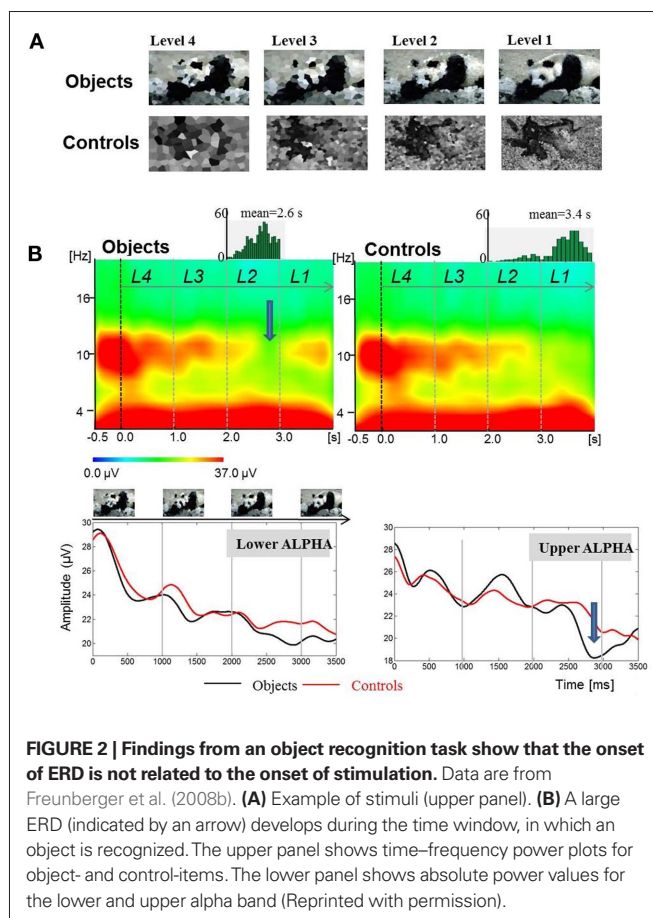 A
Level 4 Level 3 Level 2 Level 1
Objects
Controls
B
60 mean=2.6 s
60 mean=3.4 s
[Hz] Objects
Controls
0
0
L4 L3 L2 L1
L4 L3 L2 L1
16
16
10
10
4
4
-0.5 0.0 1.0 2.0 3.0 [s]
-0.5 0.0 1.0 2.0 3.0 [s]
0.0 µV 37.0 µV
Amplitude (µV)
30
28
26
24
22
20
Lower ALPHA
0 500 1000 1500 2000 2500 3000 3500
28
26
24
22
20
18
Upper ALPHA
0 500 1000 1500 2000 2500 3000 3500
Objects Controls
Time [ms]
FIGURE 2 | Findings from an object recognition task show that the onset
of ERD is not related to the onset of stimulation. Data are from
Freunberger et al. (2008b). (A) Example of stimuli (upper panel). (B) A large
ERD (indicated by an arrow) develops during the time window, in which an
object is recognized. The upper panel shows time–frequency power plots for
object- and control-items. The lower panel shows absolute power values for
the lower and upper alpha band (Reprinted with permission).